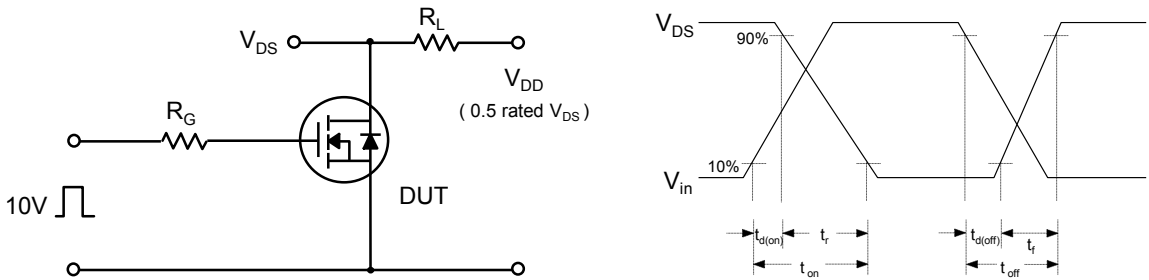 V_DS
R_L
V_DD
( 0.5 rated V_DS )
R_G
DUT
10V
V_DS
90%
10%
V_in
t_d(on)
t_r
t_on
t_d(off)
t_f
t_off